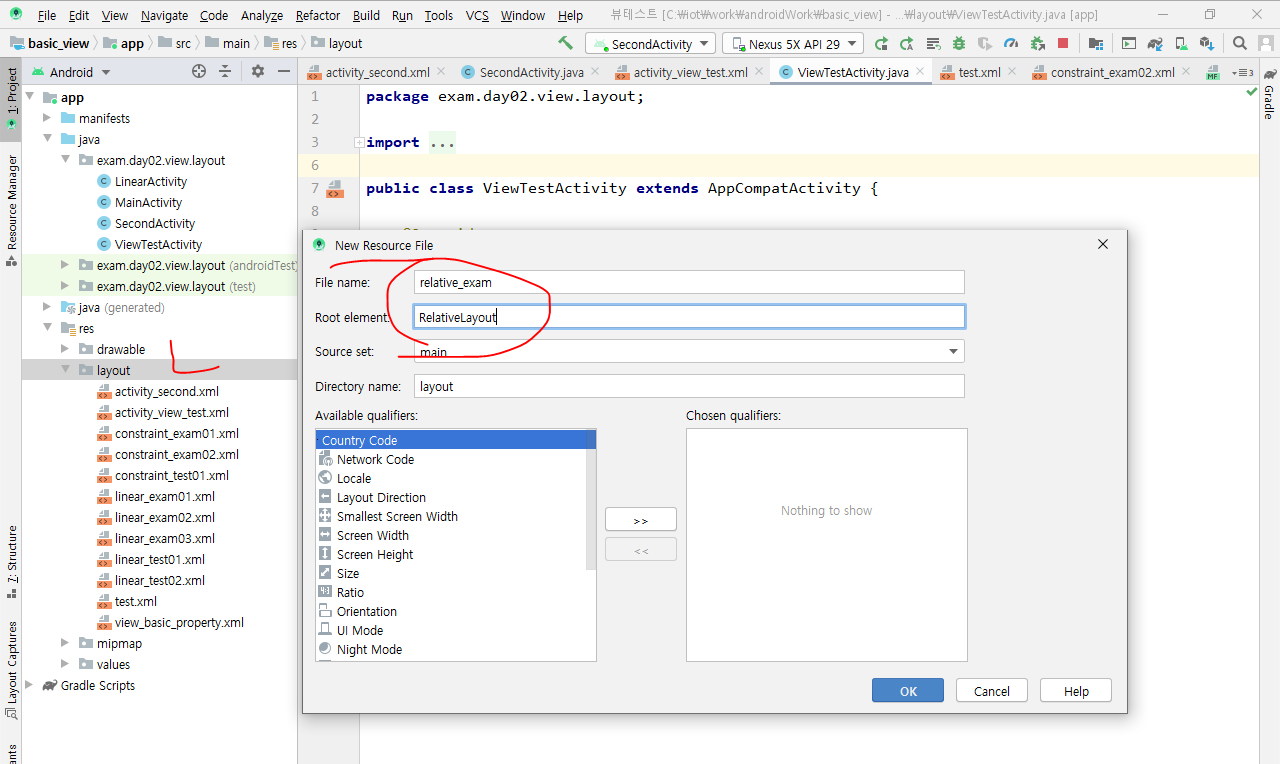 File Edit View Navigate Code Analyze Refactor Build Run Tools VCS Window Help 뷰테스트 [C:₩iot₩work₩androidWork₩basic_view] - ...₩layout₩ViewTestActivity.java [app]
basic_view app src main res layout SecondActivity Nexus 5X API 29
Android activity_second.xml SecondActivity.java activity_view_test.xml ViewTestActivity.java test.xml constraint_exam02.xml MF 3
1: Project
Resource Manager
7: Structure
Layout Captures
app
manifests
java
exam.day02.view.layout
LinearActivity
MainActivity
SecondActivity
ViewTestActivity
exam.day02.view.layout (androidTest)
exam.day02.view.layout (test)
java (generated)
res
drawable
layout
activity_second.xml
activity_view_test.xml
constraint_exam01.xml
constraint_exam02.xml
constraint_test01.xml
linear_exam01.xml
linear_exam02.xml
linear_exam03.xml
linear_test01.xml
linear_test02.xml
test.xml
view_basic_property.xml
mipmap
values
Gradle Scripts
1 package exam.day02.view.layout;
2
3 import ...
6
7 public class ViewTestActivity extends AppCompatActivity {
8
Gradle
New Resource File
File name: relative_exam
Root element: RelativeLayout
Source set: main
Directory name: layout
Available qualifiers: Chosen qualifiers:
Country Code
Network Code
Locale
Layout Direction
Smallest Screen Width
Screen Width
Screen Height
Size
Ratio
Orientation
UI Mode
Night Mode
>>
<<
Nothing to show
OK Cancel Help